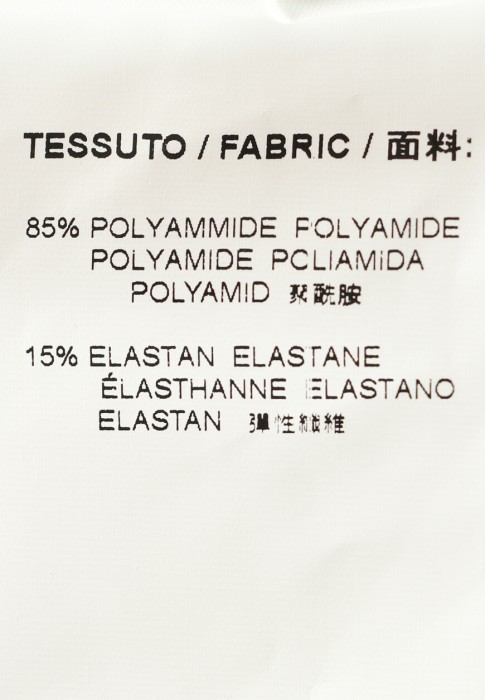 TESSUTO / FABRIC / 面料:
85% POLYAMMIDE POLYAMIDE
POLYAMIDE POLIAMIDA
POLYAMID 聚酰胺
15% ELASTAN ELASTANE
ÉLASTHANNE ELASTANO
ELASTAN 弹性纖維